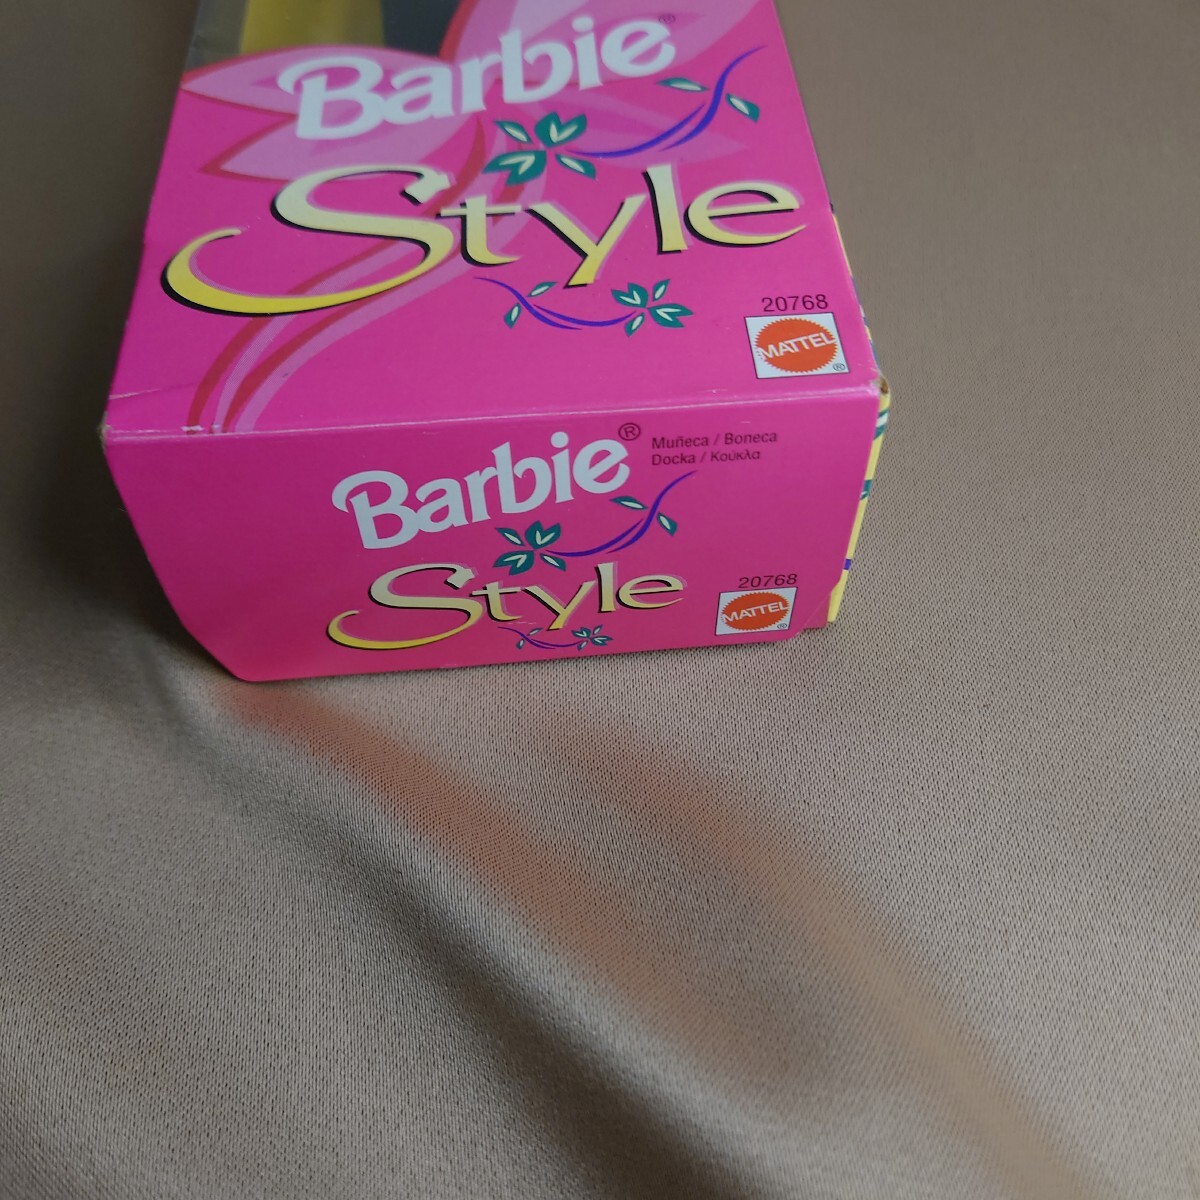 Barbie®
Style
20768
MATTEL®
Barbie®
Muñeca / Boneca
Docka / Κούκλα
Style
20768
MATTEL®